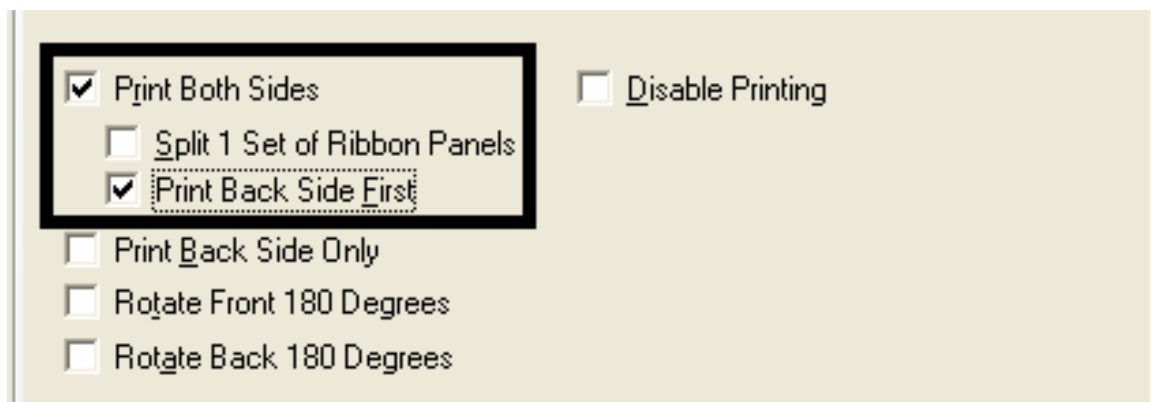 Print Both Sides
Split 1 Set of Ribbon Panels
Print Back Side First
Print Back Side Only
Rotate Front 180 Degrees
Rotate Back 180 Degrees
Disable Printing